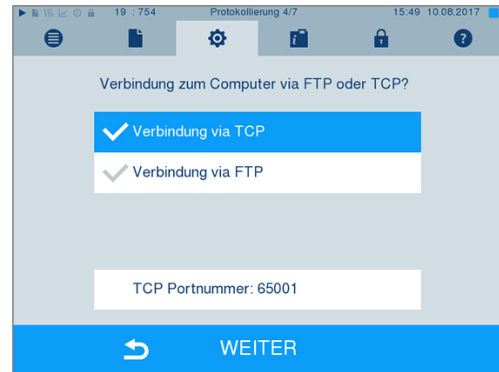 19 : 754 Protokollierung 4/7 15:49 10.08.2017
Verbindung zum Computer via FTP oder TCP?
Verbindung via TCP
Verbindung via FTP
TCP Portnummer: 65001
WEITER